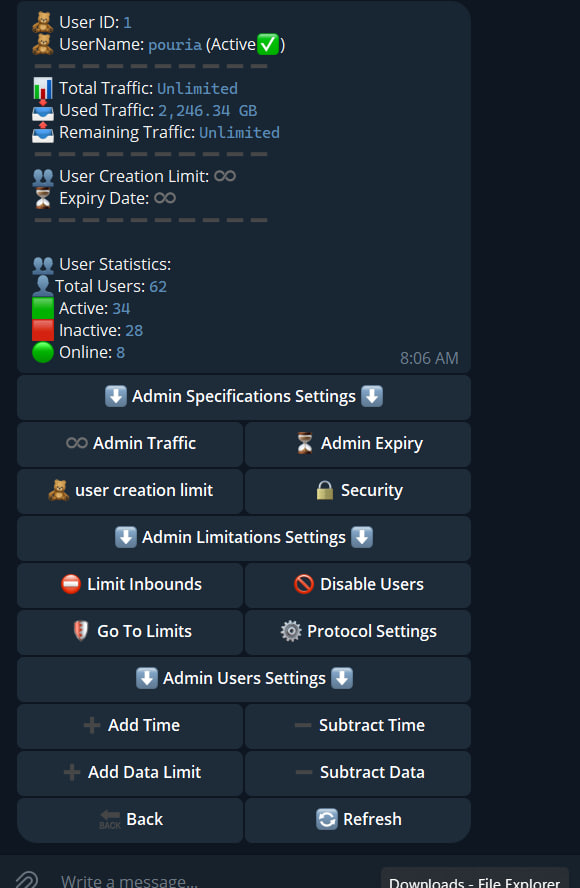 User ID: 1
UserName: pouria (Active✅)
Total Traffic: Unlimited
Used Traffic: 2,246.34 GB
Remaining Traffic: Unlimited
User Creation Limit: ♾
Expiry Date: ♾
User Statistics:
Total Users: 62
Active: 34
Inactive: 28
Online: 8
8:06 AM
Admin Specifications Settings
♾ Admin Traffic
Admin Expiry
user creation limit
Security
Admin Limitations Settings
Limit Inbounds
Disable Users
Go To Limits
Protocol Settings
Admin Users Settings
➕ Add Time
➖ Subtract Time
➕ Add Data Limit
➖ Subtract Data
BACK Back
Refresh
Write a message...
Downloads - File Explorer